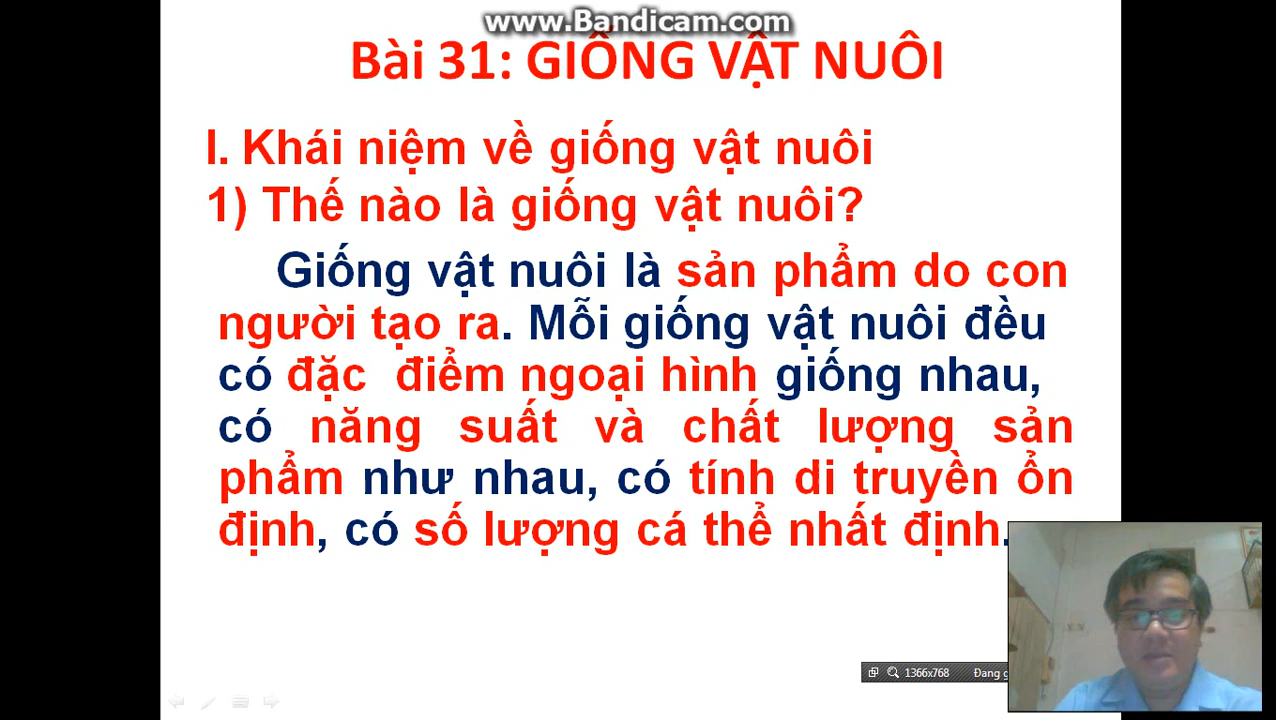 www.Bandicam.com
Bài 31: GIỐNG VẬT NUÔI
I. Khái niệm về giống vật nuôi
1) Thế nào là giống vật nuôi?
Giống vật nuôi là sản phẩm do con
người tạo ra. Mỗi giống vật nuôi đều
có đặc điểm ngoại hình giống nhau,
có năng suất và chất lượng sản
phẩm như nhau, có tính di truyền ổn
định, có số lượng cá thể nhất định.
1366x768 Đang